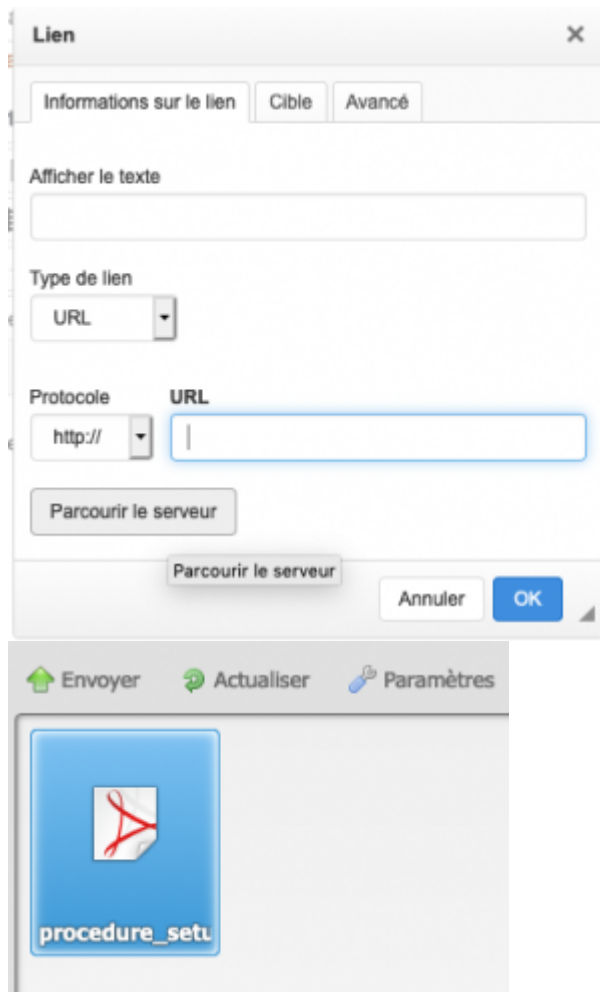 Lien
Informations sur le lien Cible Avancé
Afficher le texte
Type de lien
URL
Protocole URL
http://
Parcourir le serveur
Parcourir le serveur
Annuler OK
Envoyer Actualiser Paramètres
procedure_setu